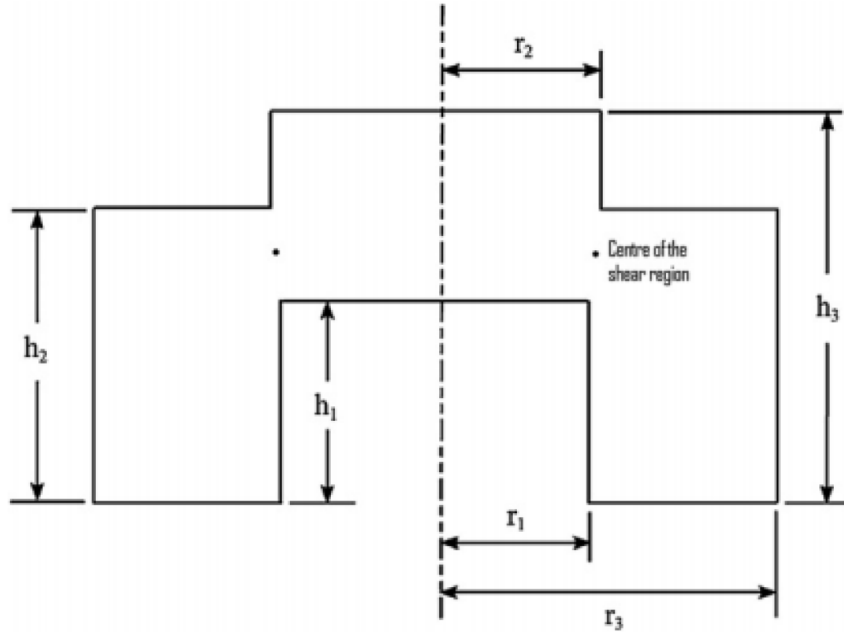 r₂
Centre of the
shear region
h₂
h₁
h₃
r₁
r₃